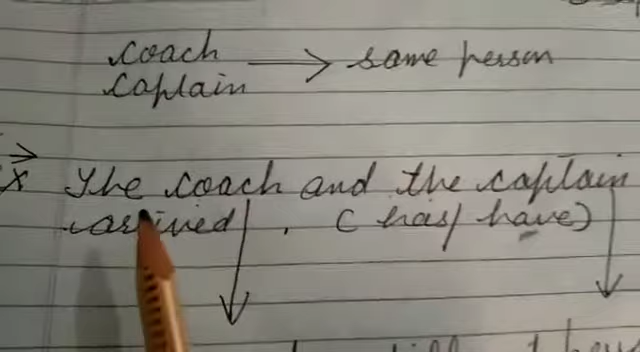 coach
captain → same person
x The coach and the captain
arrived . ( has/ have)